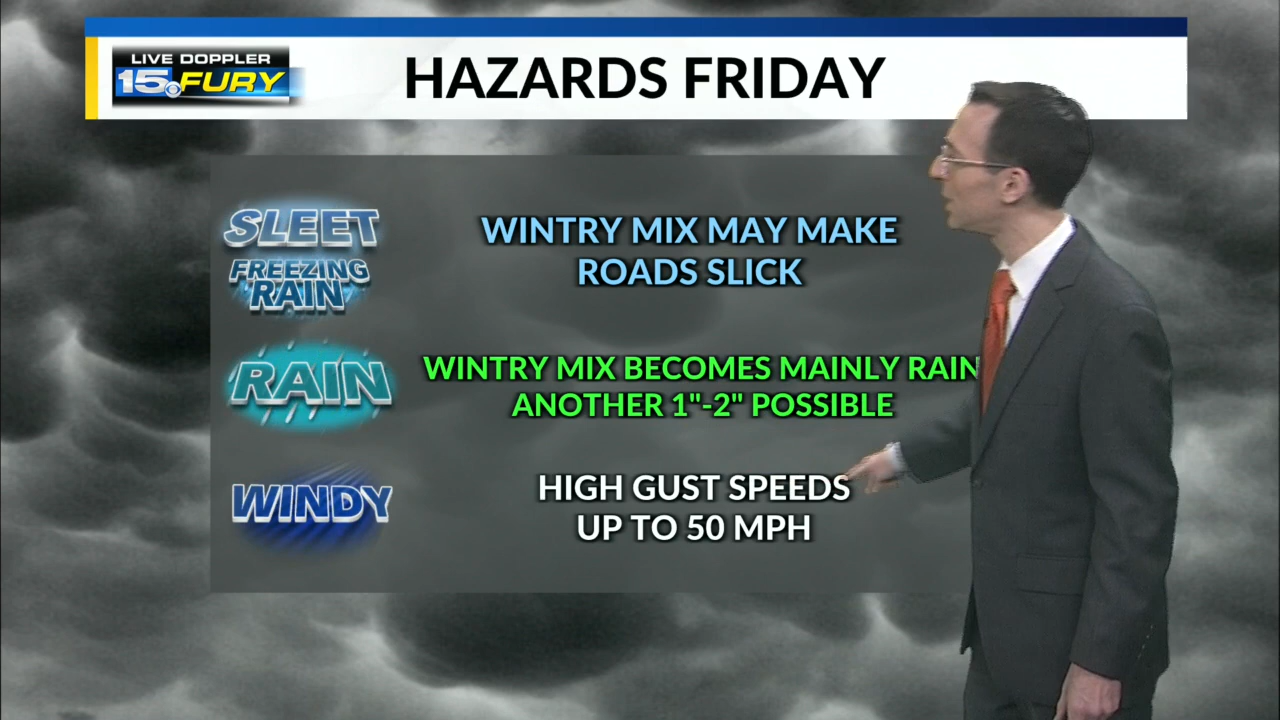 LIVE DOPPLER
15 FURY
HAZARDS FRIDAY
SLEET
FREEZING
RAIN
WINTRY MIX MAY MAKE
ROADS SLICK
RAIN
WINTRY MIX BECOMES MAINLY RAIN
ANOTHER 1"-2" POSSIBLE
WINDY
HIGH GUST SPEEDS
UP TO 50 MPH